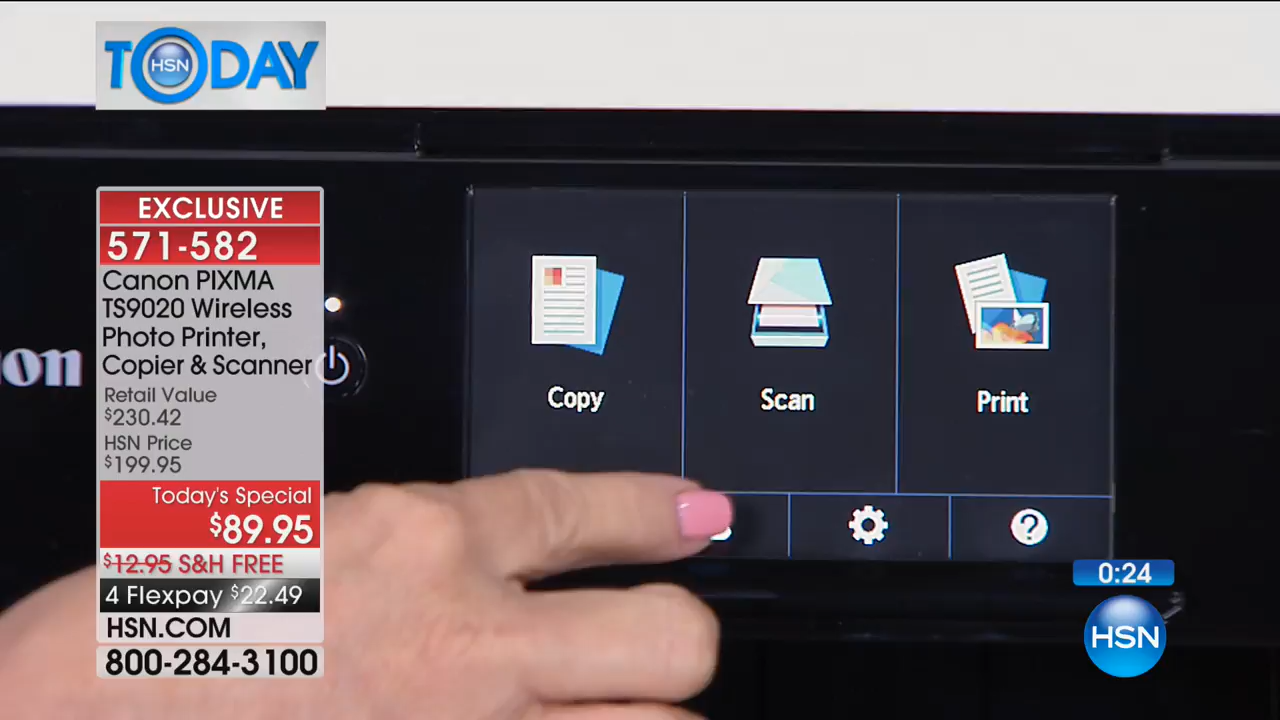 TODAY
HSN
EXCLUSIVE
571-582
Canon PIXMA
TS9020 Wireless
Photo Printer,
Copier & Scanner
Retail Value
$230.42
HSN Price
$199.95
Today's Special
$89.95
$12.95 S&H FREE
4 Flexpay $22.49
HSN.COM
800-284-3100
non
Copy
Scan
Print
?
0:24
HSN